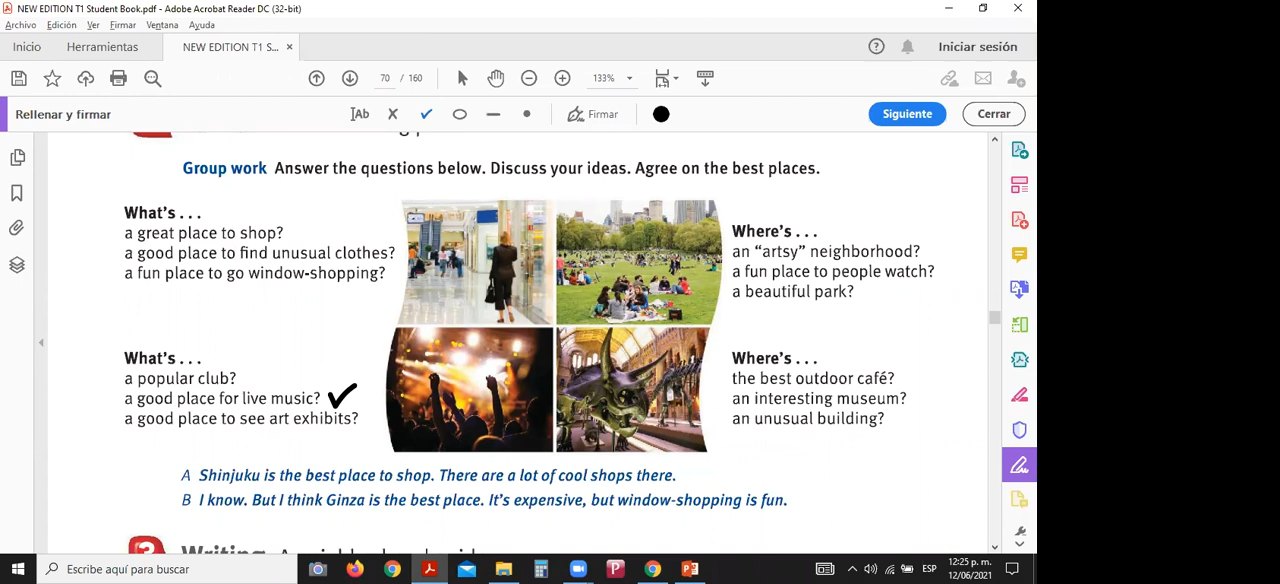 NEW EDITION T1 Student Book.pdf - Adobe Acrobat Reader DC (32-bit)
Archivo Edición Ver Firmar Ventana Ayuda
Inicio Herramientas NEW EDITION T1 S... × Iniciar sesión
70 / 160 133%
Rellenar y firmar Ab Firmar Siguiente Cerrar
Group work Answer the questions below. Discuss your ideas. Agree on the best places.
What's . . .
a great place to shop?
a good place to find unusual clothes?
a fun place to go window-shopping?
Where's . . .
an “artsy” neighborhood?
a fun place to people watch?
a beautiful park?
What's . . .
a popular club?
a good place for live music?
a good place to see art exhibits?
Where's . . .
the best outdoor café?
an interesting museum?
an unusual building?
A Shinjuku is the best place to shop. There are a lot of cool shops there.
B I know. But I think Ginza is the best place. It's expensive, but window-shopping is fun.
Writing
Escribe aquí para buscar
ESP
12:25 p. m.
12/06/2021